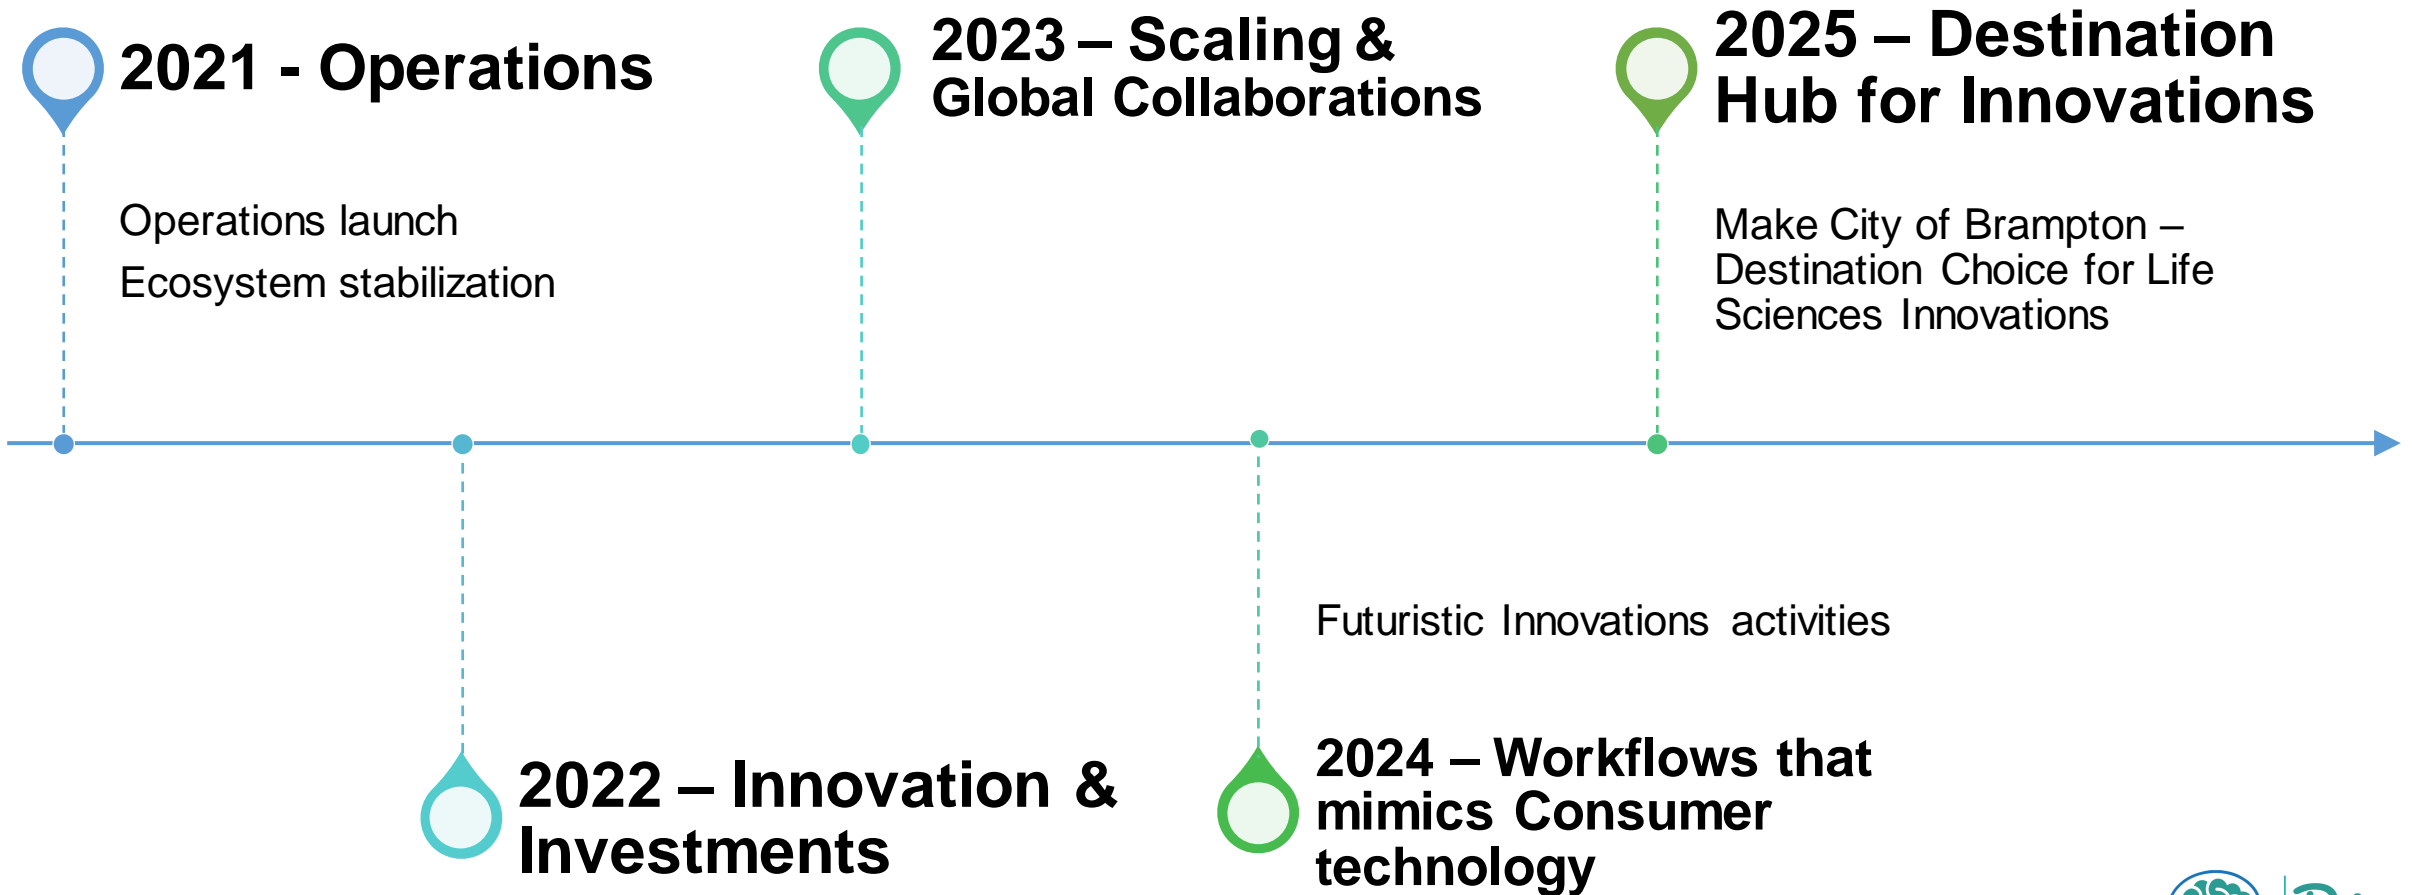 2021 - Operations
Operations launch
Ecosystem stabilization
2023 – Scaling &
Global Collaborations
2025 – Destination
Hub for Innovations
Make City of Brampton –
Destination Choice for Life
Sciences Innovations
2022 – Innovation &
Investments
Futuristic Innovations activities
2024 – Workflows that
mimics Consumer
technology